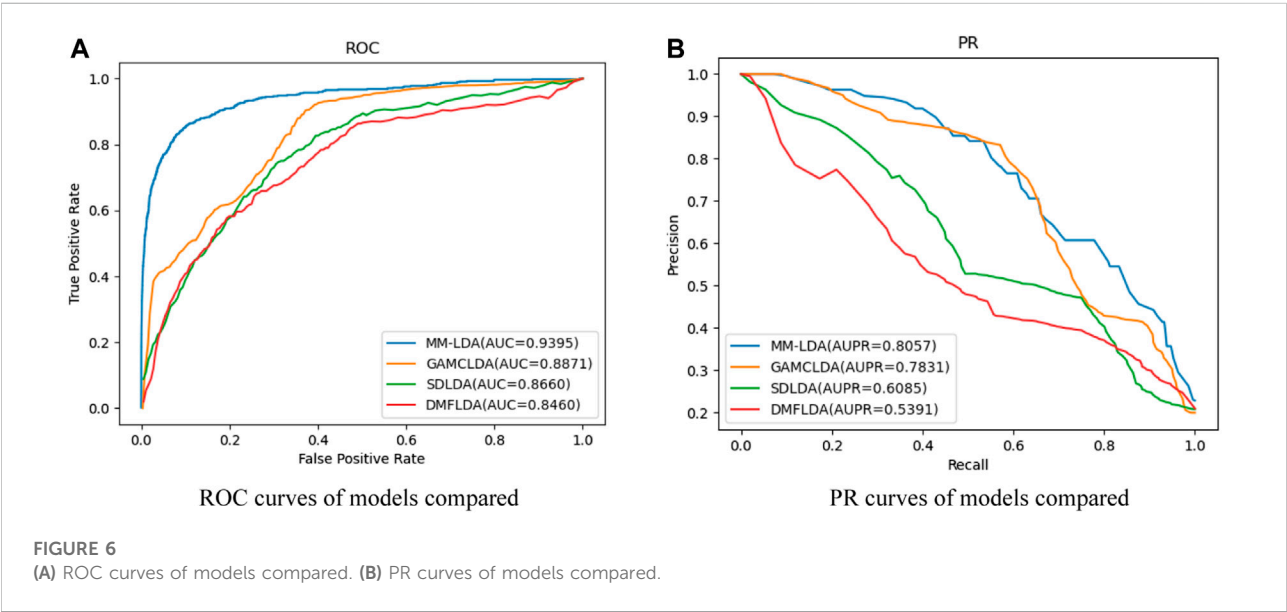 A
ROC
1.0
0.8
0.6
0.4
0.2
0.0
True Positive Rate
0.0 0.2 0.4 0.6 0.8 1.0
False Positive Rate
MM-LDA(AUC=0.9395)
GAMCLDA(AUC=0.8871)
SDLDA(AUC=0.8660)
DMFLDA(AUC=0.8460)
ROC curves of models compared
B
PR
1.0
0.9
0.8
0.7
0.6
0.5
0.4
0.3
0.2
Precision
0.0 0.2 0.4 0.6 0.8 1.0
Recall
MM-LDA(AUPR=0.8057)
GAMCLDA(AUPR=0.7831)
SDLDA(AUPR=0.6085)
DMFLDA(AUPR=0.5391)
PR curves of models compared
FIGURE 6
(A) ROC curves of models compared. (B) PR curves of models compared.